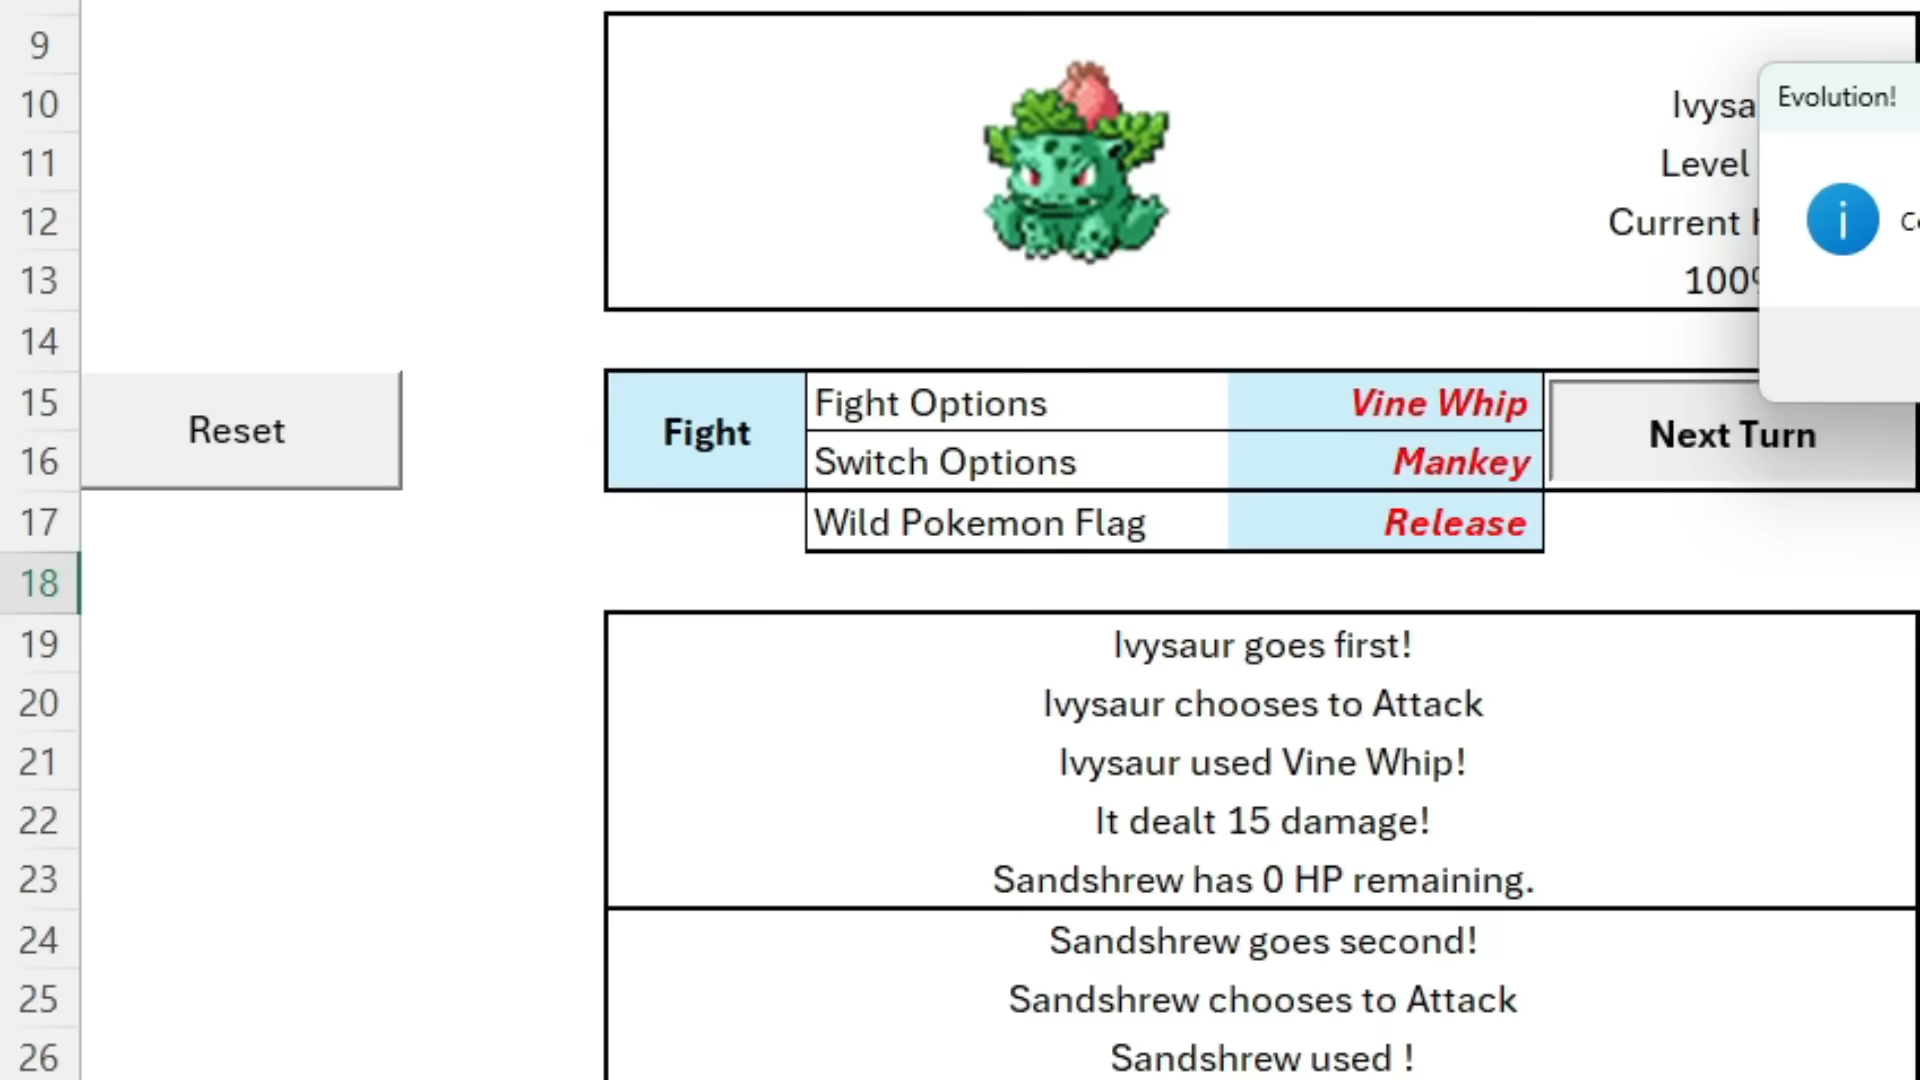 9
10 Ivysa Evolution!
11 Level
12 Current
13 100%
14
15 Fight Options Vine Whip
Reset Fight Next Turn
16 Switch Options Mankey
17 Wild Pokemon Flag Release
18
19 Ivysaur goes first!
20 Ivysaur chooses to Attack
21 Ivysaur used Vine Whip!
22 It dealt 15 damage!
23 Sandshrew has 0 HP remaining.
24 Sandshrew goes second!
25 Sandshrew chooses to Attack
26 Sandshrew used !